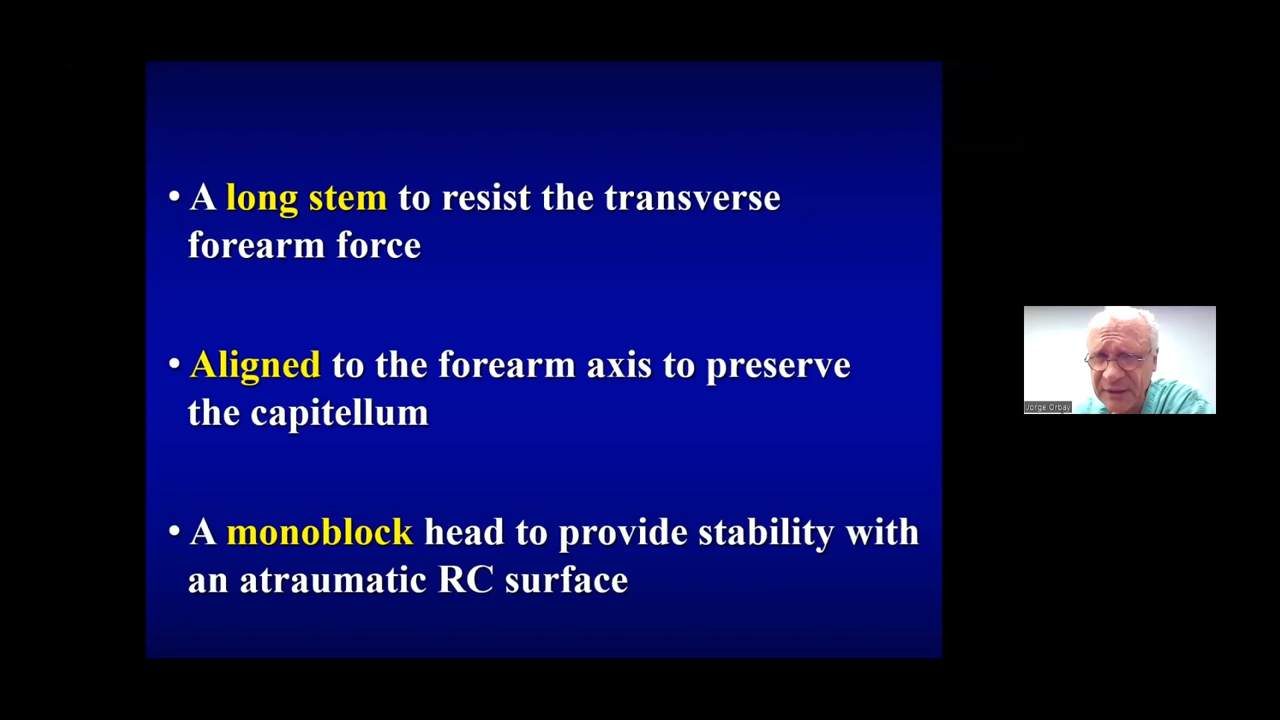 • A long stem to resist the transverse
forearm force
• Aligned to the forearm axis to preserve
the capitellum
• A monoblock head to provide stability with
an atraumatic RC surface
Jorge Orbay